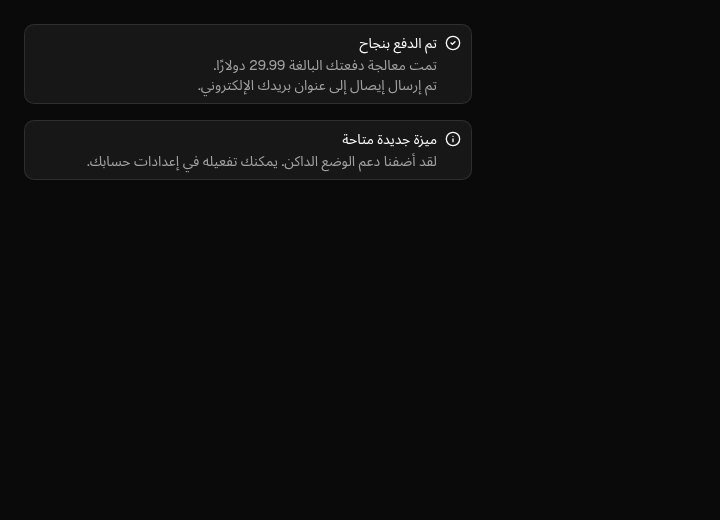 تم الدفع بنجاح
تمت معالجة دفعتك البالغة 29.99 دولارًا.
تم إرسال إيصال إلى عنوان بريدك الإلكتروني.
ميزة جديدة متاحة
لقد أضفنا دعم الوضع الداكن. يمكنك تفعيله في إعدادات حسابك.